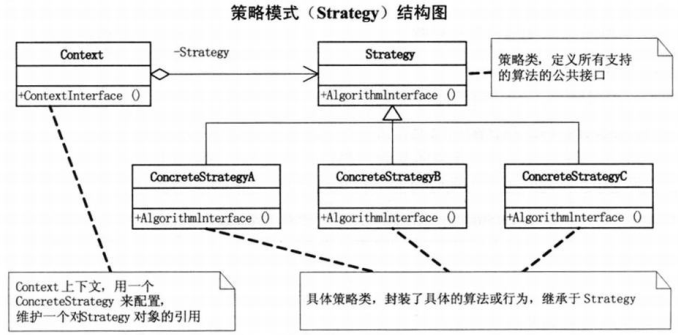 策略模式（Strategy）结构图
Context
+ContextInterface ()
-Strategy
Strategy
+AlgorithmInterface ()
策略类，定义所有支持
的算法的公共接口
ConcreteStrategyA
+AlgorithmInterface ()
ConcreteStrategyB
+AlgorithmInterface ()
ConcreteStrategyC
+AlgorithmInterface ()
Context 上下文，用一个
ConcreteStrategy 来配置，
维护一个对Strategy 对象的引用
具体策略类，封装了具体的算法或行为，继承于 Strategy